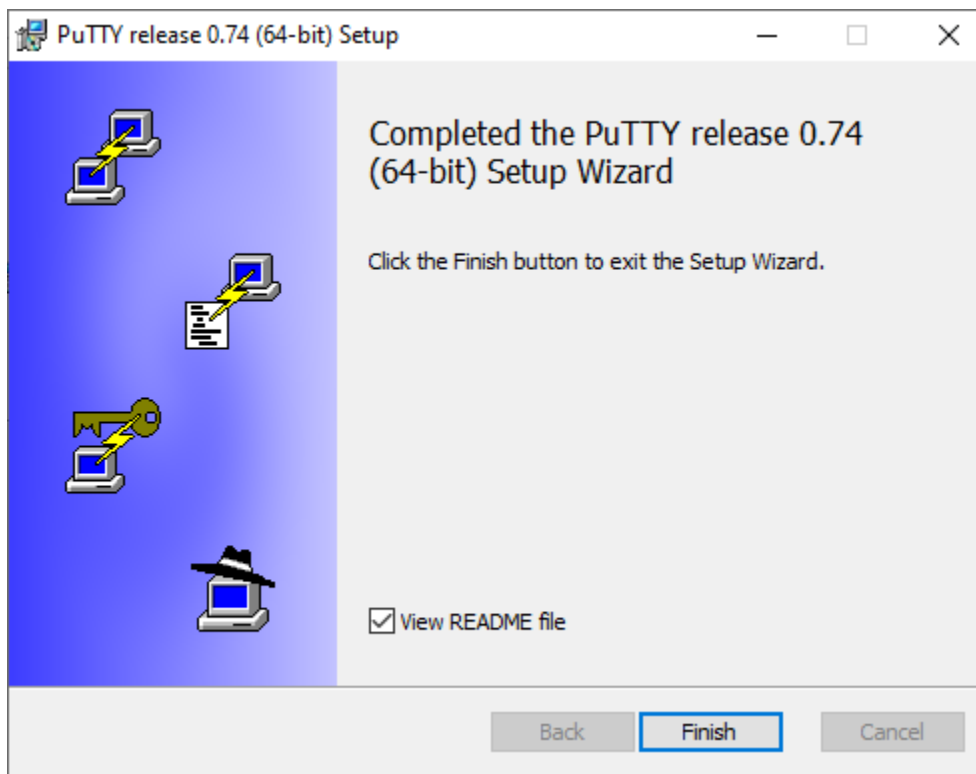 PuTTY release 0.74 (64-bit) Setup
Completed the PuTTY release 0.74
(64-bit) Setup Wizard
Click the Finish button to exit the Setup Wizard.
View README file
Back
Finish
Cancel